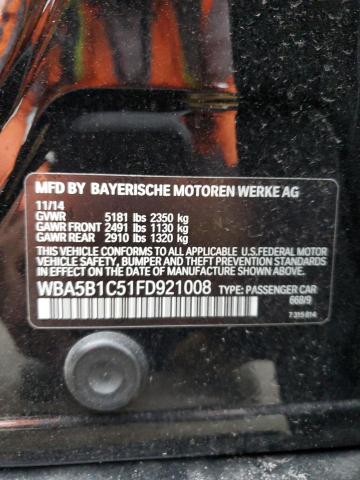 MFD BY BAYERISCHE MOTOREN WERKE AG
11/14
GVWR 5181 lbs 2350 kg
GAWR FRONT 2491 lbs 1130 kg
GAWR REAR 2910 lbs 1320 kg
THIS VEHICLE CONFORMS TO ALL APPLICABLE U.S.FEDERAL MOTOR
VEHICLE SAFETY, BUMPER AND THEFT PREVENTION STANDARDS
IN EFFECT ON THE DATE OF MANUFACTURE SHOWN ABOVE.
WBA5B1C51FD921008 TYPE: PASSENGER CAR
668/9
7 315 814